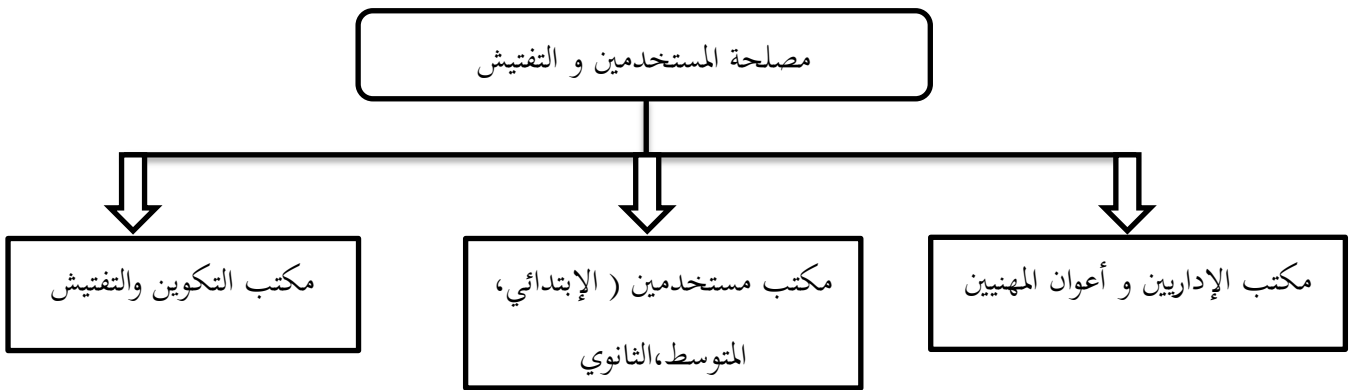 مصلحة المستخدمين و التفتيش
مكتب الإداريين و أعوان المهنيين
مكتب مستخدمين ( الإبتدائي،
المتوسط،الثانوي
مكتب التكوين والتفتيش